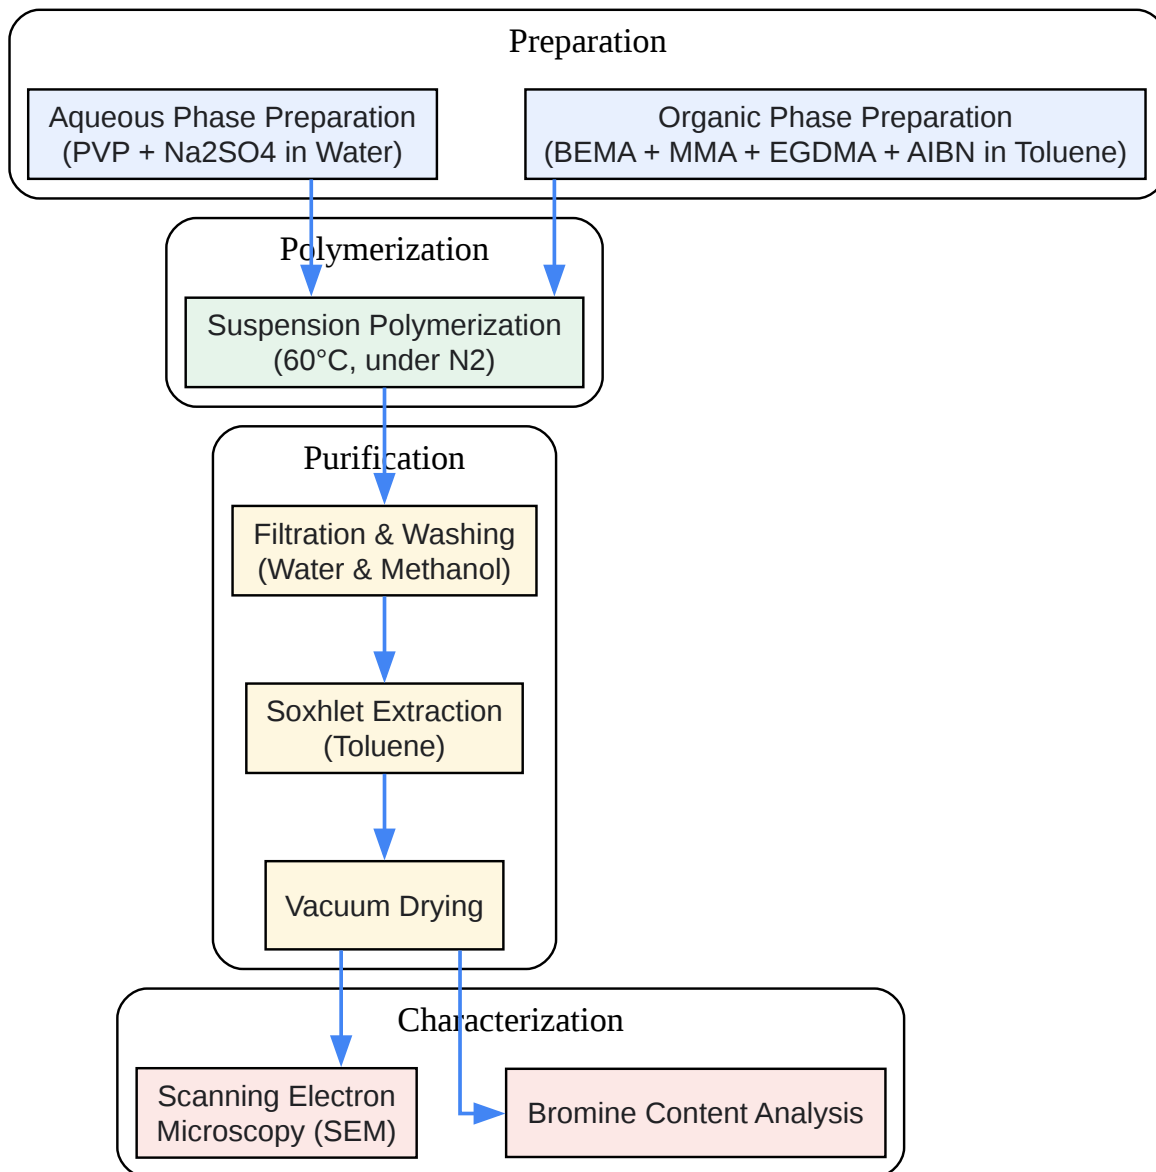 Preparation
Aqueous Phase Preparation
(PVP + Na2SO4 in Water)
Organic Phase Preparation
(BEMA + MMA + EGDMA + AIBN in Toluene)
Polymerization
Suspension Polymerization
(60°C, under N2)
Purification
Filtration & Washing
(Water & Methanol)
Soxhlet Extraction
(Toluene)
Vacuum Drying
Characterization
Scanning Electron
Microscopy (SEM)
Bromine Content Analysis